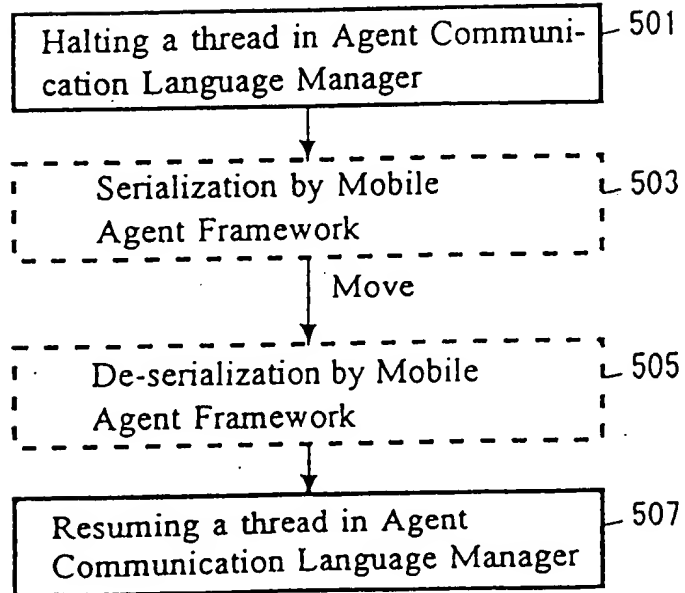 Halting a thread in Agent Communi-
cation Language Manager
501
Serialization by Mobile
Agent Framework
503
Move
De-serialization by Mobile
Agent Framework
505
Resuming a thread in Agent
Communication Language Manager
507